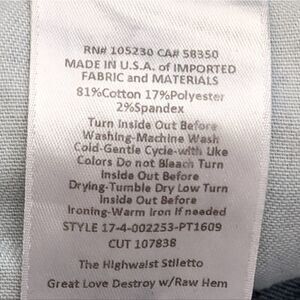 RN# 105230 CA# 58350
MADE IN U.S.A. of IMPORTED
FABRIC and MATERIALS
81%Cotton 17%Polyester
2%Spandex
Turn Inside Out Before
Washing-Machine Wash
Cold-Gentle Cycle-with Like
Colors Do not Bleach Turn
Inside Out Before
Drying-Tumble Dry Low Turn
Inside Out Before
Ironing-Warm Iron if needed
STYLE 17-4-002253-PT1609
CUT 107838
The Highwaist Stiletto
Great Love Destroy w/Raw Hem